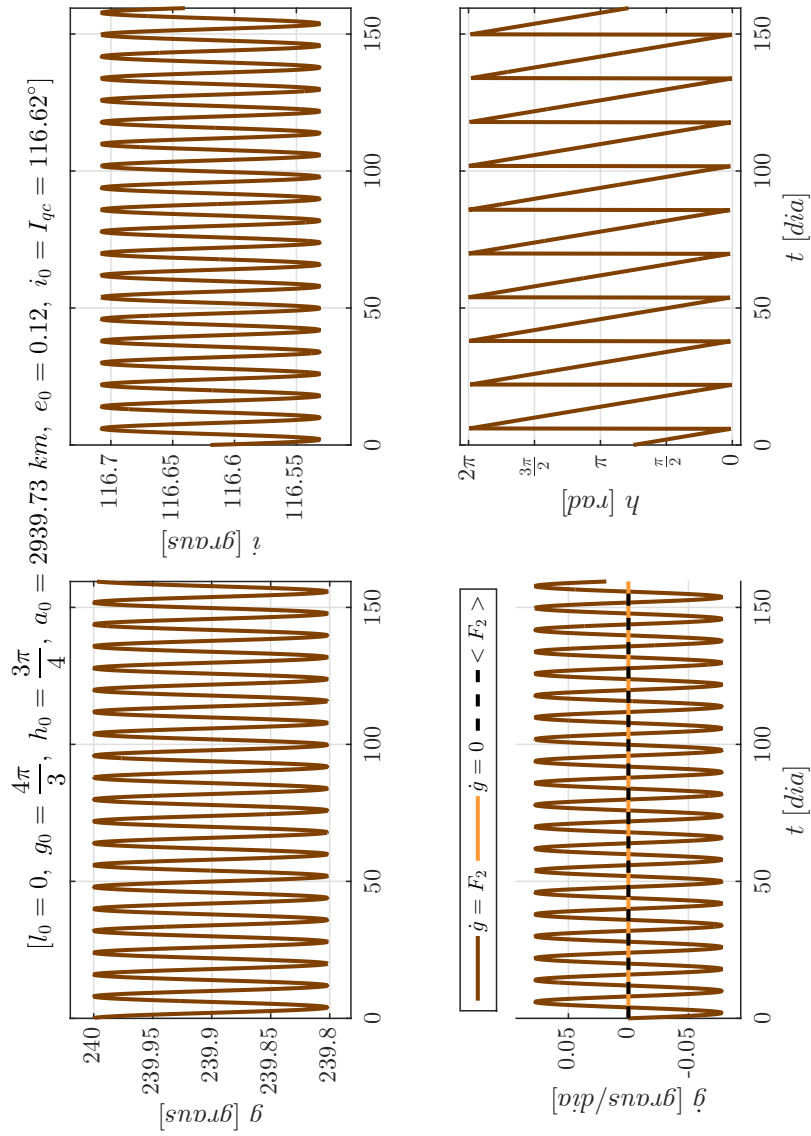 [l₀ = 0, g₀ = 4π/3, h₀ = 3π/4, a₀ = 2939.73 km, e₀ = 0.12, i₀ = I_qc = 116.62°]
240
239.95
239.9
239.85
239.8
g [graus]
0 50 100 150
116.7
116.65
116.6
116.55
i [graus]
0 50 100 150
ġ = F₂ ġ = 0 < F₂ >
0.05
0
-0.05
ġ [graus/dia]
0 50 100 150
t [dia]
2π
3π/2
π
π/2
0
h [rad]
0 50 100 150
t [dia]